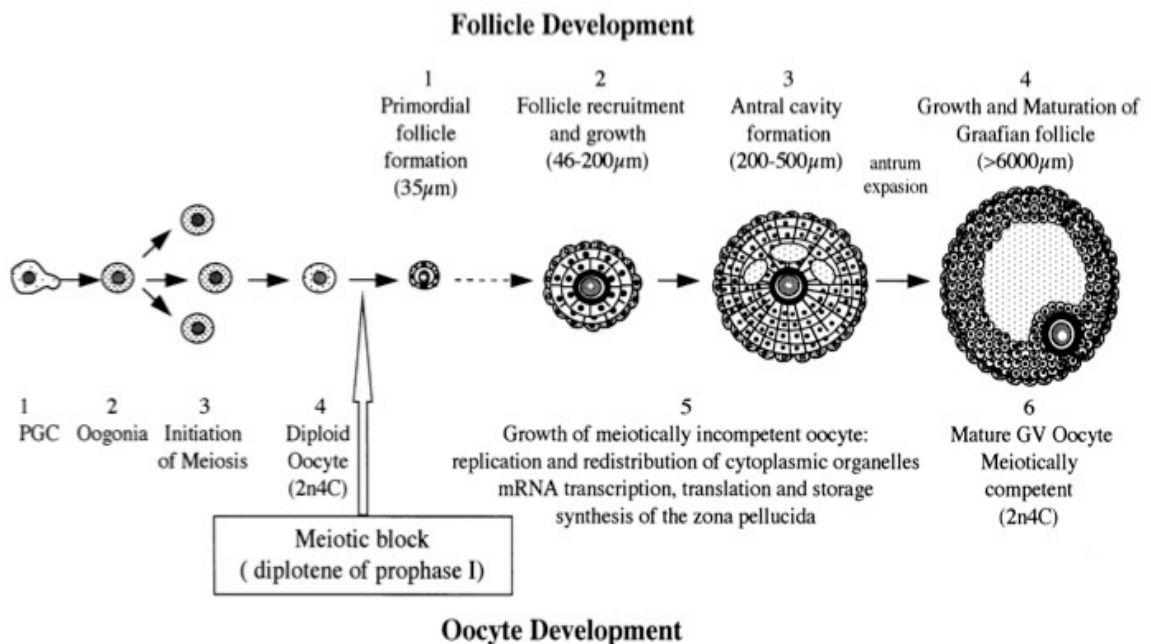 Follicle Development
1
Primordial
follicle
formation
(35µm)
2
Follicle recruitment
and growth
(46-200µm)
3
Antral cavity
formation
(200-500µm)
antrum
expasion
4
Growth and Maturation of
Graafian follicle
(>6000µm)
1
PGC
2
Oogonia
3
Initiation
of Meiosis
4
Diploid
Oocyte
(2n4C)
5
Growth of meiotically incompetent oocyte:
replication and redistribution of cytoplasmic organelles
mRNA transcription, translation and storage
synthesis of the zona pellucida
6
Mature GV Oocyte
Meiotically
competent
(2n4C)
Meiotic block
( diplotene of prophase I)
Oocyte Development